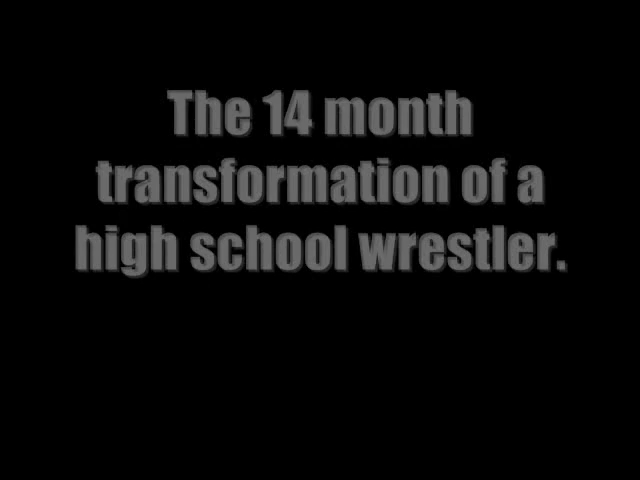 The 14 month
transformation of a
high school wrestler.